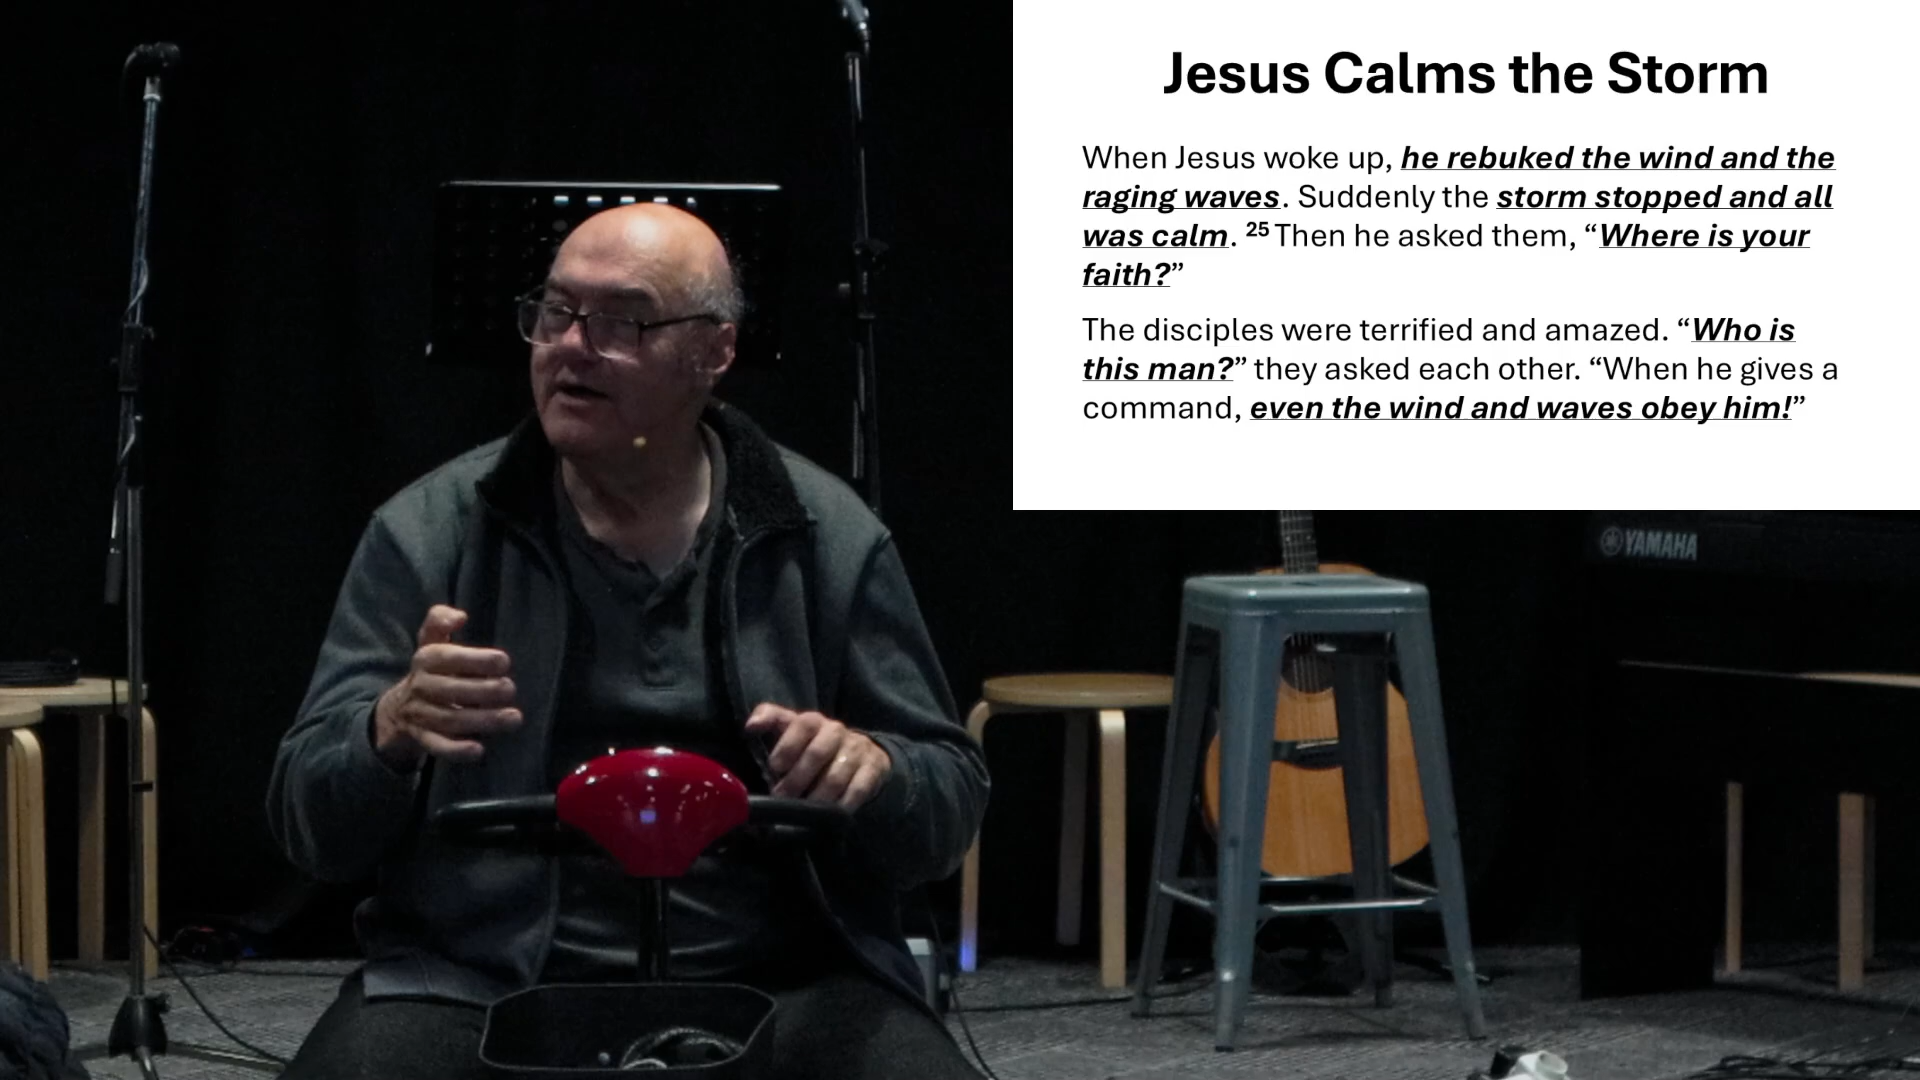 Jesus Calms the Storm
When Jesus woke up, he rebuked the wind and the
raging waves. Suddenly the storm stopped and all
was calm. ²⁵ Then he asked them, “Where is your
faith?”
The disciples were terrified and amazed. “Who is
this man?” they asked each other. “When he gives a
command, even the wind and waves obey him!”
YAMAHA